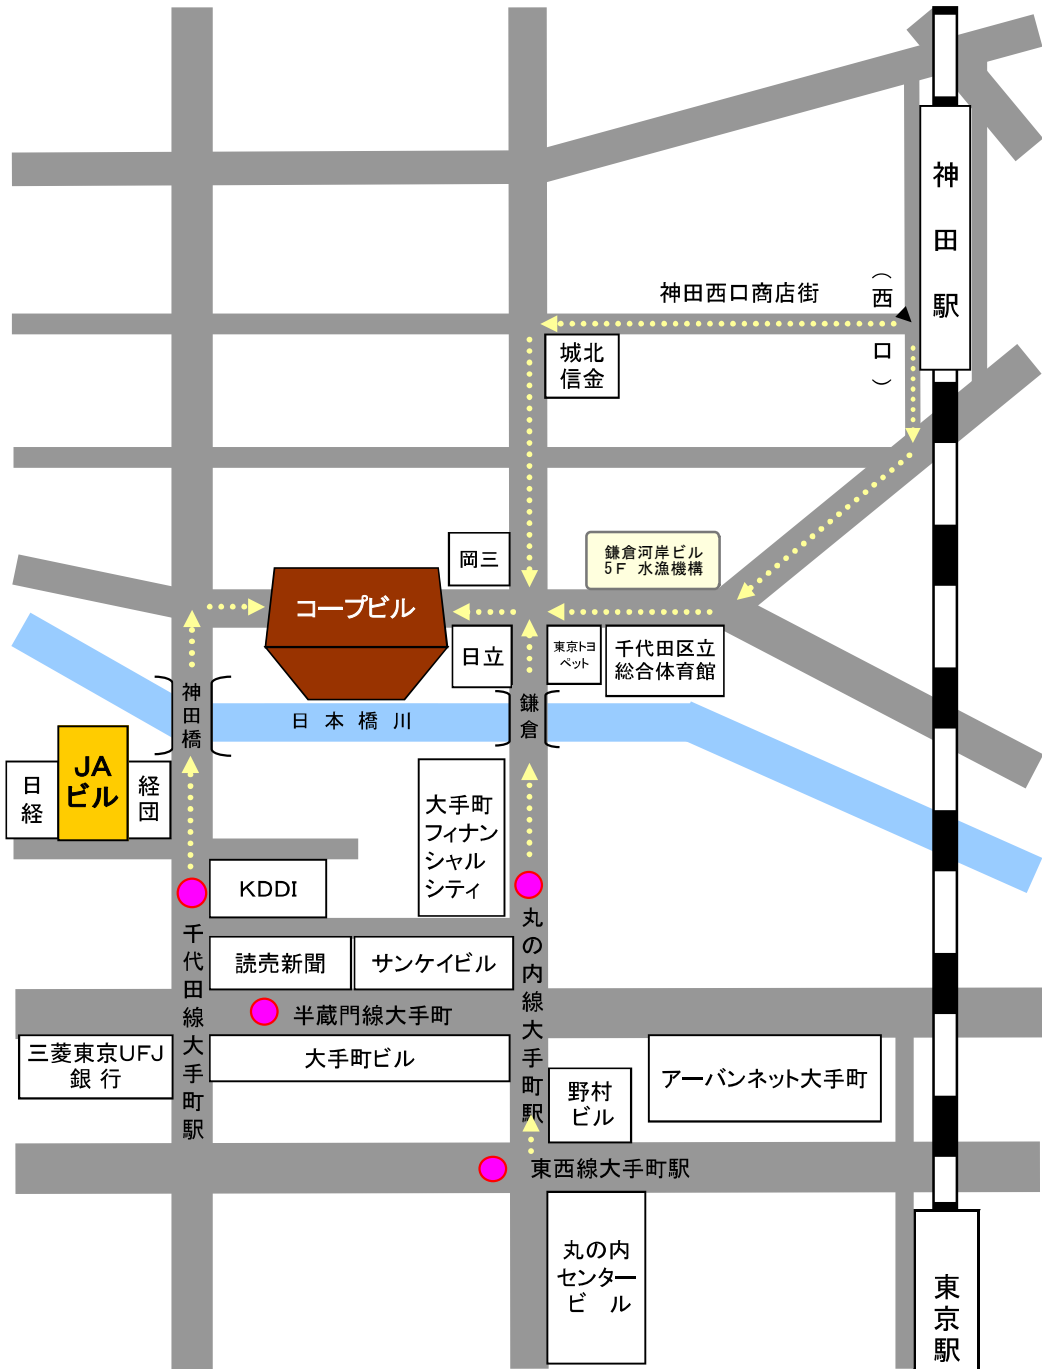 神田駅
(西口)
神田西口商店街
城北
信金
岡三
鎌倉河岸ビル
5F 水漁機構
コープビル
日立
東京トヨ
ペット
千代田区立
総合体育館
神田橋
鎌倉
日本橋川
JA
ビル
日経
経団
大手町
フィナン
シャル
シティ
KDDI
千代田線大手町駅
丸の内線大手町駅
読売新聞
サンケイビル
半蔵門線大手町
三菱東京UFJ
銀行
大手町ビル
野村
ビル
アーバンネット大手町
東西線大手町駅
丸の内
センター
ビル
東京駅